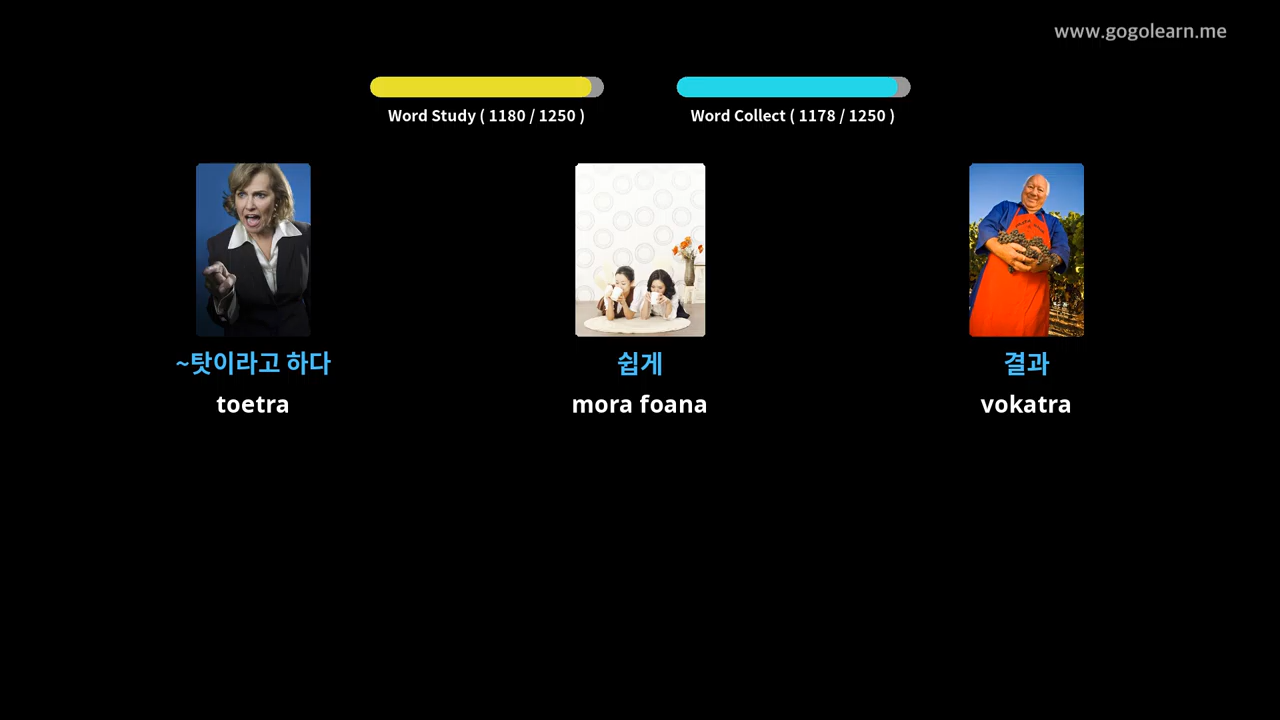 www.gogolearn.me
Word Study ( 1180 / 1250 )
Word Collect ( 1178 / 1250 )
~탓이라고 하다
쉽게
결과
toetra
mora foana
vokatra